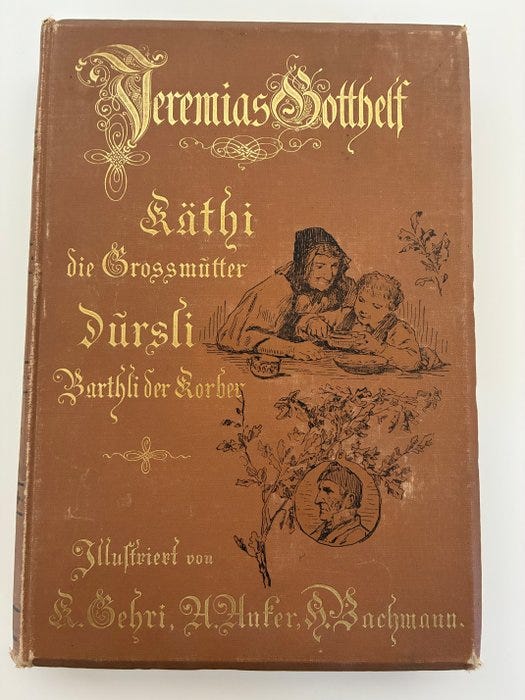 Jeremias Gotthelf
Käthi
die Grossmutter
Dursli
Barthli der Korber
Illustriert von
K. Gehri, A. Anker, H. Bachmann.